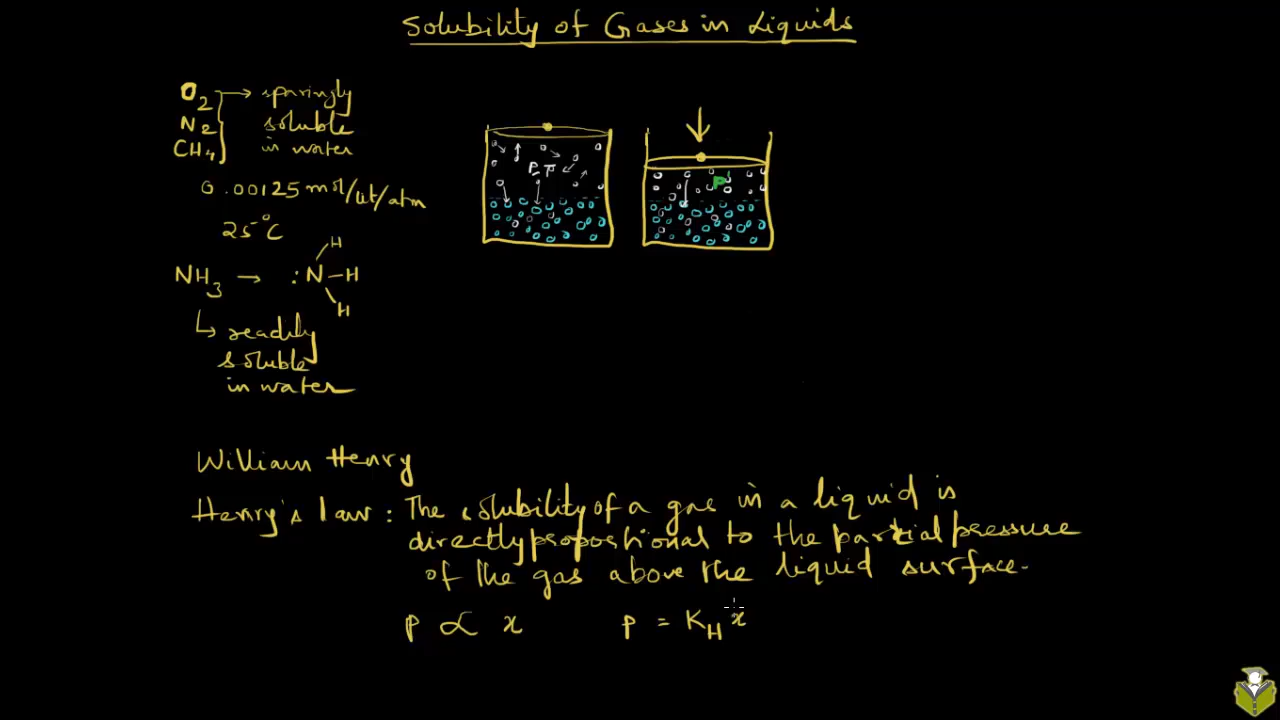 Solubility of Gases in Liquids
O2 → sparingly
N2 soluble
CH4 in water
0.00125 mol/lit/atm
25°C
NH3 → :N-H
H
H
readily
soluble
in water
P,T
P
William Henry
Henry's law : The solubility of a gas in a liquid is
directly proportional to the partial pressure
of the gas above the liquid surface.
p ∝ x p = KH x